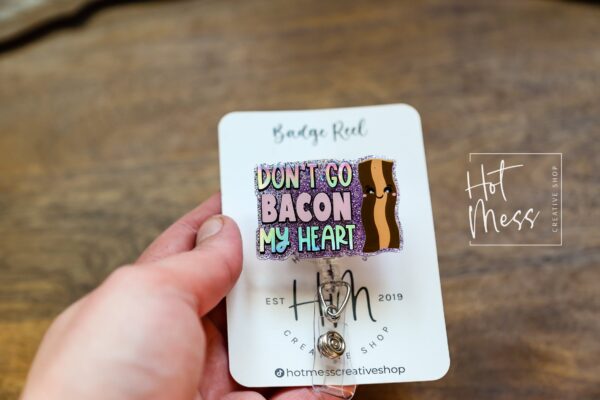 Badge Reel
DON'T GO
BACON
MY HEART
EST HM 2019
CREATIVE SHOP
hotmesscreativeshop
Hot
Mess
CREATIVE SHOP